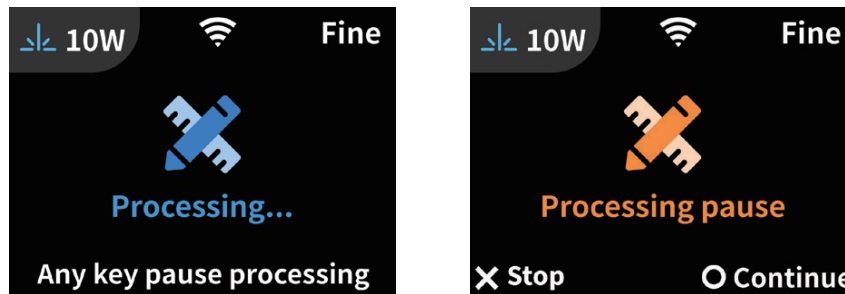 10W Fine
Processing...
Any key pause processing
10W Fine
Processing pause
Stop Continue